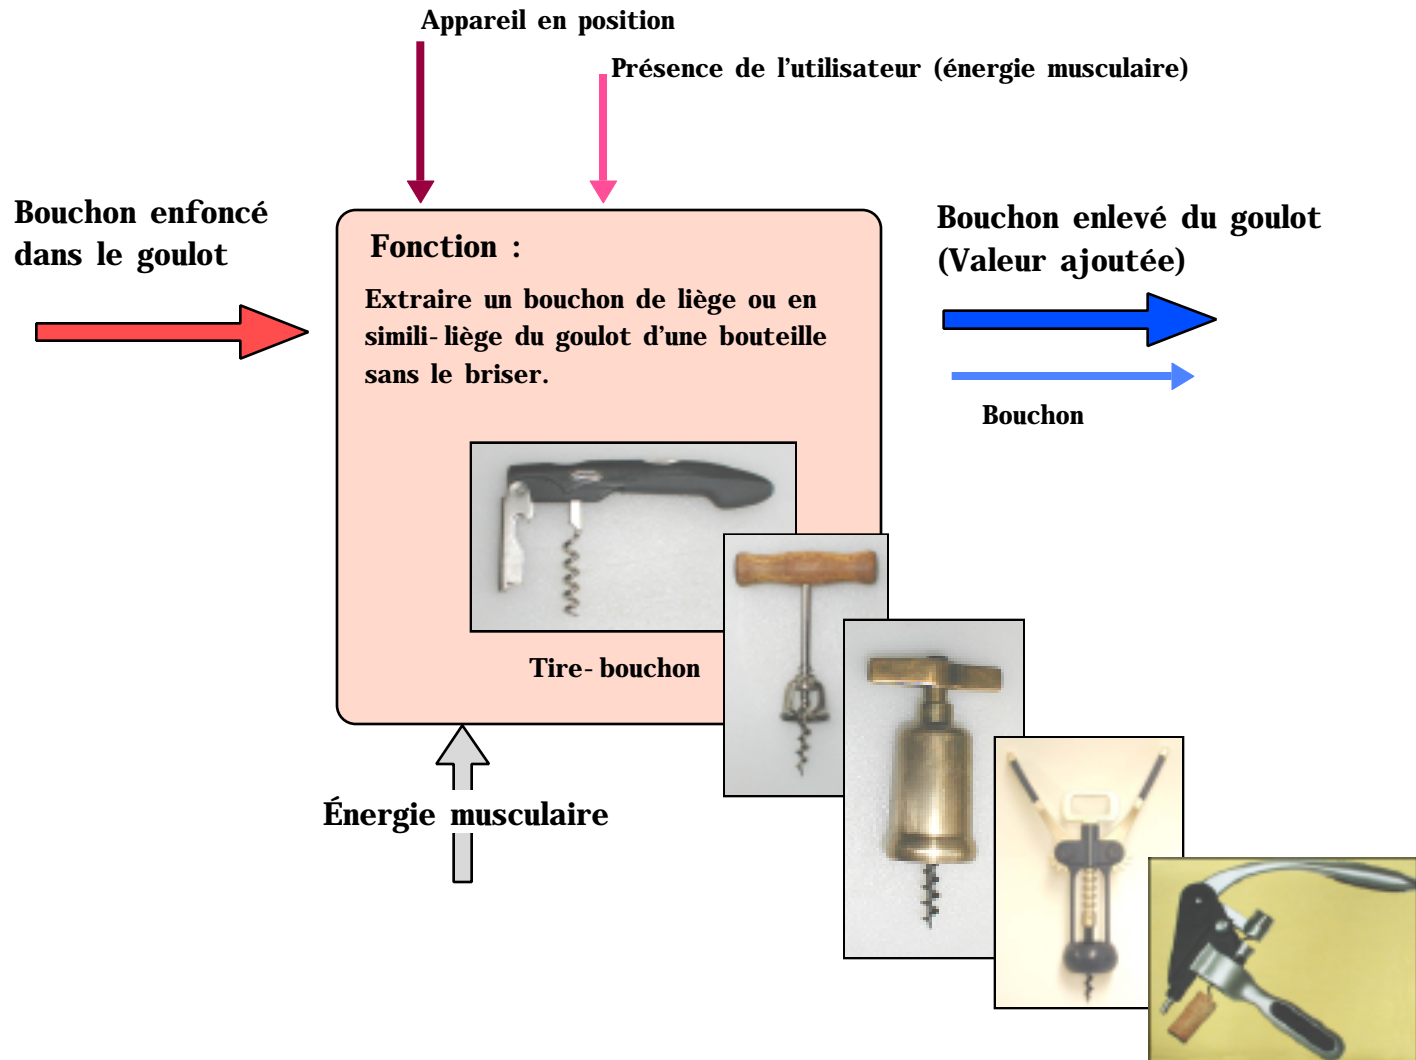 Appareil en position
Présence de l'utilisateur (énergie musculaire)
Bouchon enfoncé
dans le goulot
Fonction :
Extraire un bouchon de liège ou en
simili-liège du goulot d'une bouteille
sans le briser.
Tire-bouchon
Bouchon enlevé du goulot
(Valeur ajoutée)
Bouchon
Énergie musculaire